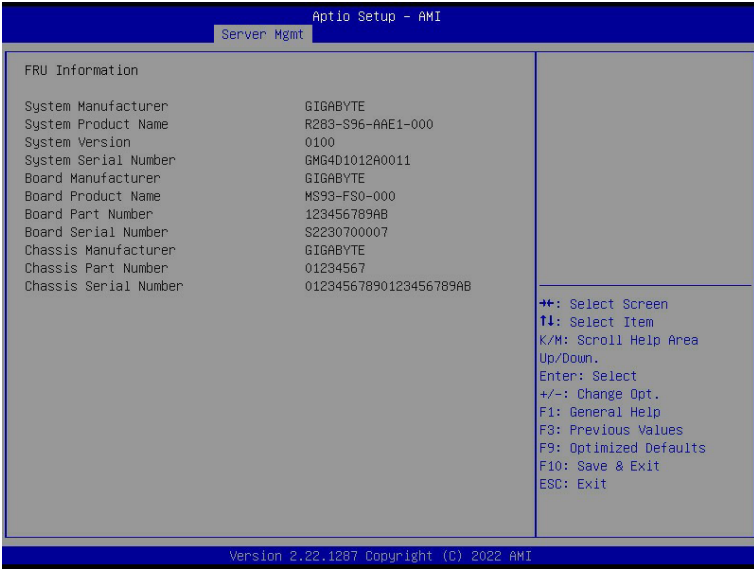 Aptio Setup – AMI
Server Mgmt
FRU Information
System Manufacturer GIGABYTE
System Product Name R283-S96-AAE1-000
System Version 0100
System Serial Number GMG4D1012A0011
Board Manufacturer GIGABYTE
Board Product Name MS93-FS0-000
Board Part Number 123456789AB
Board Serial Number S2230700007
Chassis Manufacturer GIGABYTE
Chassis Part Number 01234567
Chassis Serial Number 01234567890123456789AB
→←: Select Screen
↑↓: Select Item
K/M: Scroll Help Area
Up/Down.
Enter: Select
+/-: Change Opt.
F1: General Help
F3: Previous Values
F9: Optimized Defaults
F10: Save & Exit
ESC: Exit
Version 2.22.1287 Copyright (C) 2022 AMI